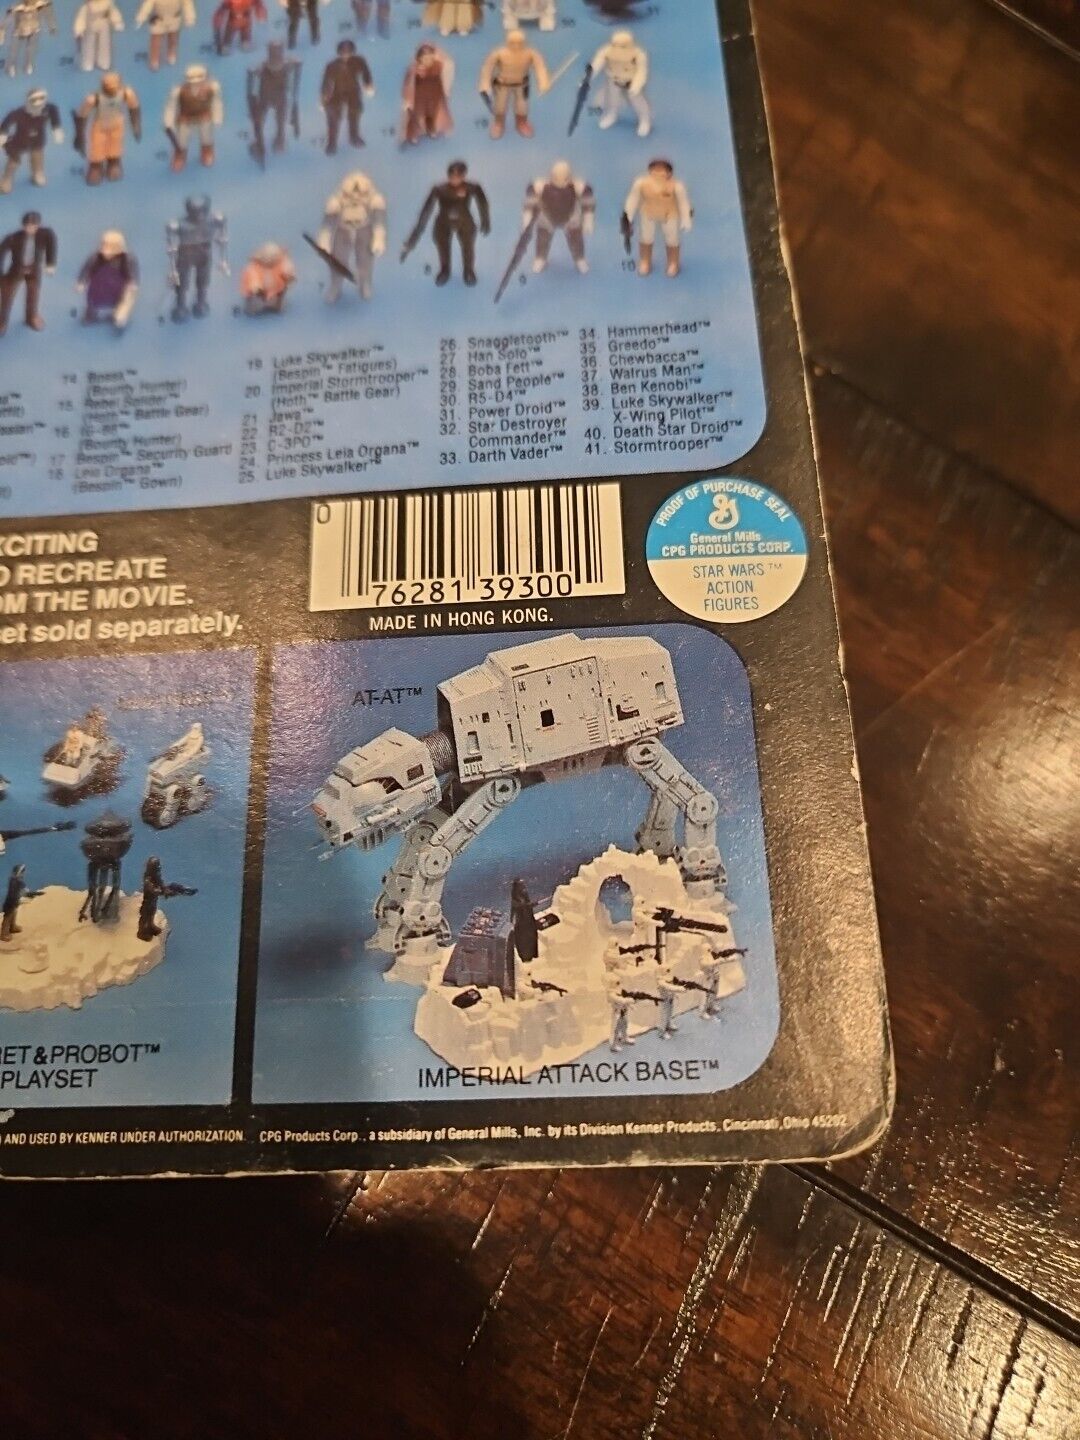 14. Bossk™
(Bounty Hunter)
15. Rebel Soldier™
(Hoth™ Battle Gear)
16. IG-88™
(Bounty Hunter)
17. Bespin™ Security Guard
18. Leia Organa™
(Bespin™ Gown)
19. Luke Skywalker™
(Bespin™ Fatigues)
20. Imperial Stormtrooper™
(Hoth™ Battle Gear)
21. Jawa™
22. R2-D2™
23. C-3PO™
24. Princess Leia Organa™
25. Luke Skywalker™
26. Snaggletooth™
27. Han Solo™
28. Boba Fett™
29. Sand People™
30. R5-D4™
31. Power Droid™
32. Star Destroyer
Commander™
33. Darth Vader™
34. Hammerhead™
35. Greedo™
36. Chewbacca™
37. Walrus Man™
38. Ben Kenobi™
39. Luke Skywalker™
X-Wing Pilot™
40. Death Star Droid™
41. Stormtrooper™
XCITING
O RECREATE
OM THE MOVIE.
set sold separately.
0 76281 39300
MADE IN HONG KONG.
PROOF OF PURCHASE SEAL
General Mills
CPG PRODUCTS CORP.
STAR WARS™
ACTION
FIGURES
AT-AT™
RET & PROBOT™
PLAYSET
IMPERIAL ATTACK BASE™
AND USED BY KENNER UNDER AUTHORIZATION. CPG Products Corp., a subsidiary of General Mills, Inc. by its Division Kenner Products, Cincinnati, Ohio 45202